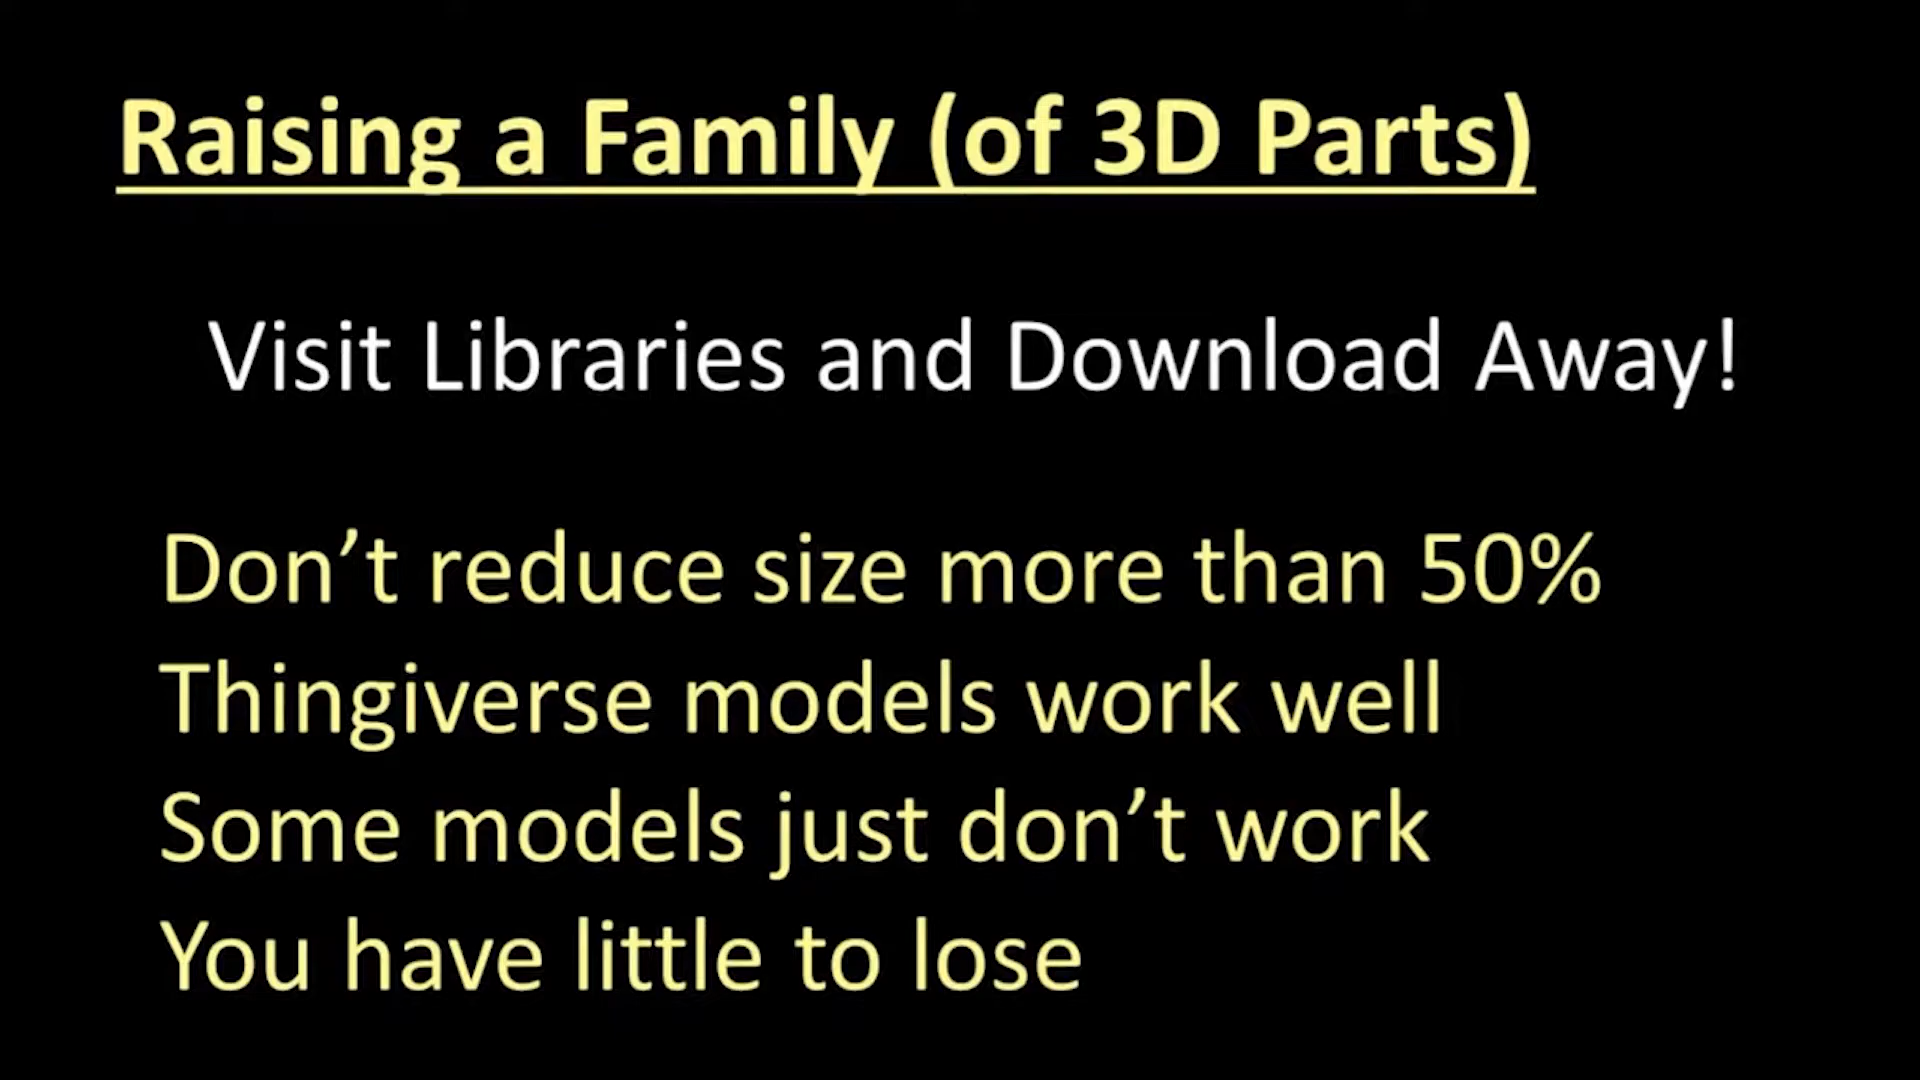 Raising a Family (of 3D Parts)
Visit Libraries and Download Away!
Don’t reduce size more than 50%
Thingiverse models work well
Some models just don’t work
You have little to lose